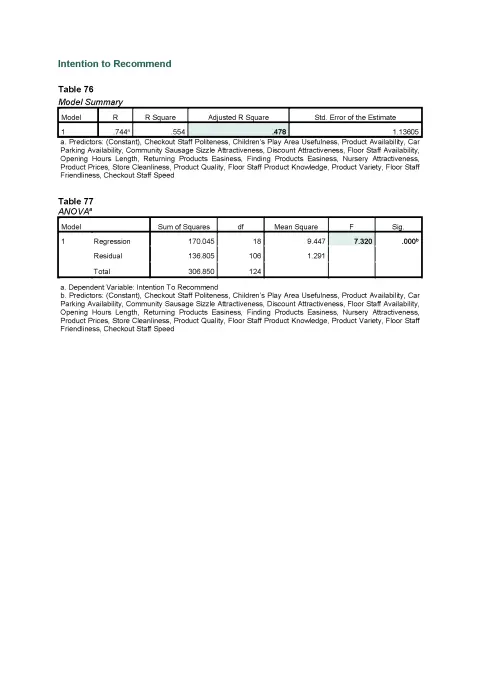 Intention to Recommend
Table 76
Model Summary
Model R R Square Adjusted R Square Std. Error of the Estimate
1 .744ᵃ .554 .478 1.13605
a. Predictors: (Constant), Checkout Staff Politeness, Children's Play Area Usefulness, Product Availability, Car
Parking Availability, Community Sausage Sizzle Attractiveness, Discount Attractiveness, Floor Staff Availability,
Opening Hours Length, Returning Products Easiness, Finding Products Easiness, Nursery Attractiveness,
Product Prices, Store Cleanliness, Product Quality, Floor Staff Product Knowledge, Product Variety, Floor Staff
Friendliness, Checkout Staff Speed
Table 77
ANOVAᵃ
Model Sum of Squares df Mean Square F Sig.
1 Regression 170.045 18 9.447 7.320 .000ᵇ
Residual 136.805 106 1.291
Total 306.850 124
a. Dependent Variable: Intention To Recommend
b. Predictors: (Constant), Checkout Staff Politeness, Children's Play Area Usefulness, Product Availability, Car
Parking Availability, Community Sausage Sizzle Attractiveness, Discount Attractiveness, Floor Staff Availability,
Opening Hours Length, Returning Products Easiness, Finding Products Easiness, Nursery Attractiveness,
Product Prices, Store Cleanliness, Product Quality, Floor Staff Product Knowledge, Product Variety, Floor Staff
Friendliness, Checkout Staff Speed